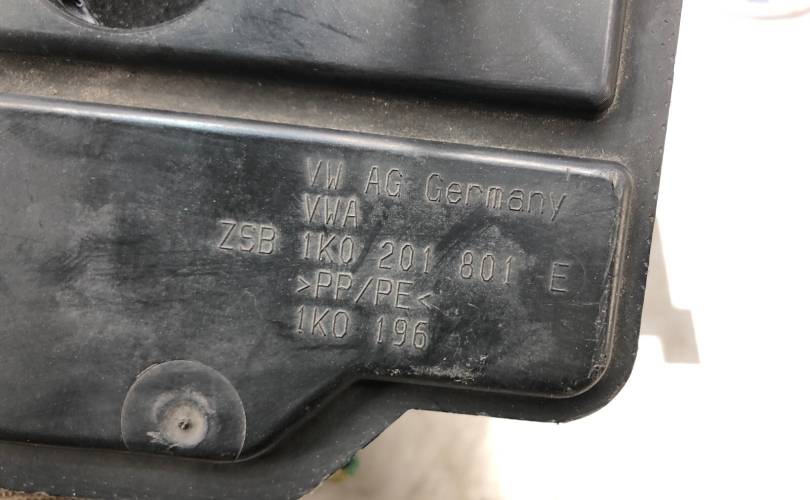 VW AG Germany
VWA
ZSB 1K0 201 801 E
>PP/PE<
1K0 196